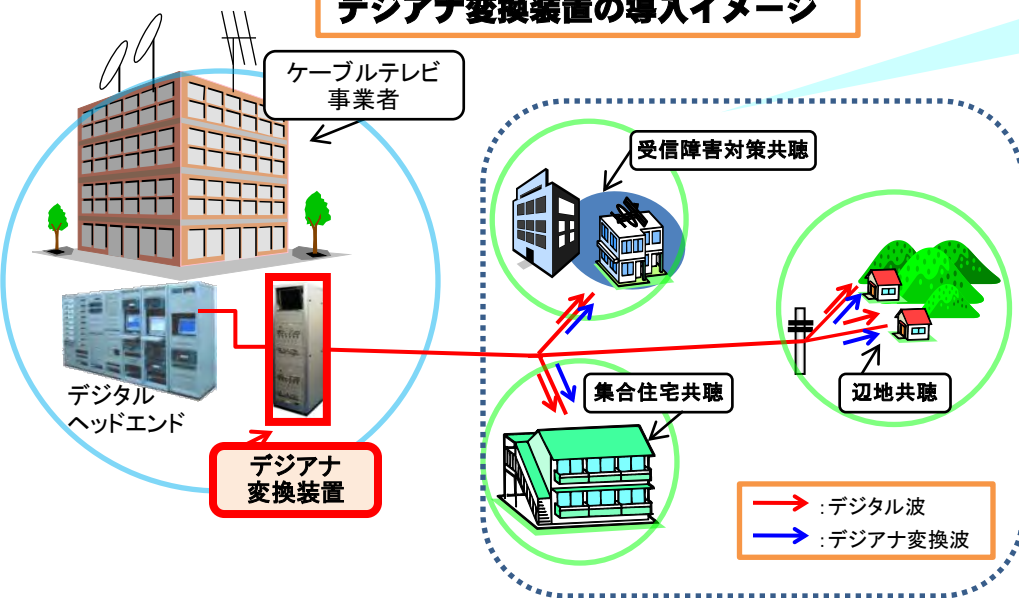 デジアナ変換装置の導入イメージ
ケーブルテレビ
事業者
受信障害対策共聴
デジタル
ヘッドエンド
集合住宅共聴
辺地共聴
デジアナ
変換装置
:デジタル波
:デジアナ変換波